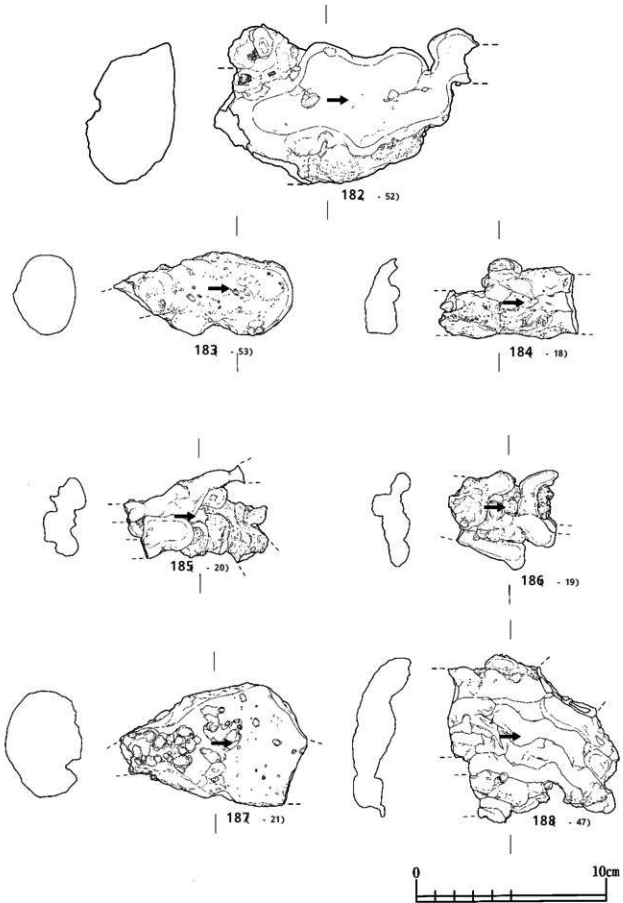 182( - 52)
183( - 53)
184( - 18)
185( - 20)
186( - 19)
187( - 21)
188( - 47)
0 10cm